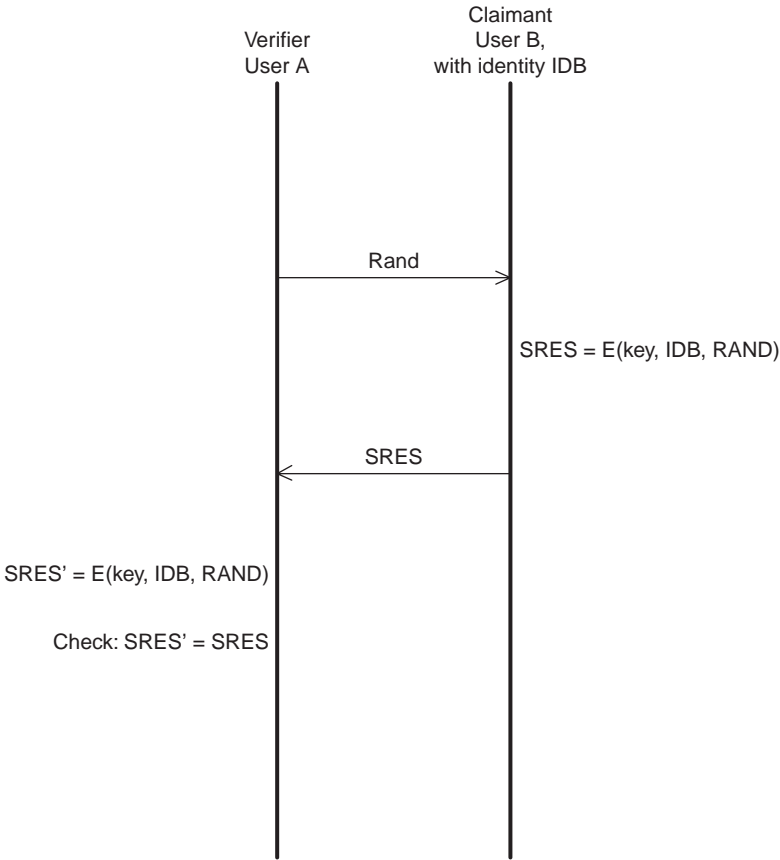 Verifier
User A
Claimant
User B,
with identity IDB
Rand
SRES = E(key, IDB, RAND)
SRES
SRES’ = E(key, IDB, RAND)
Check: SRES’ = SRES